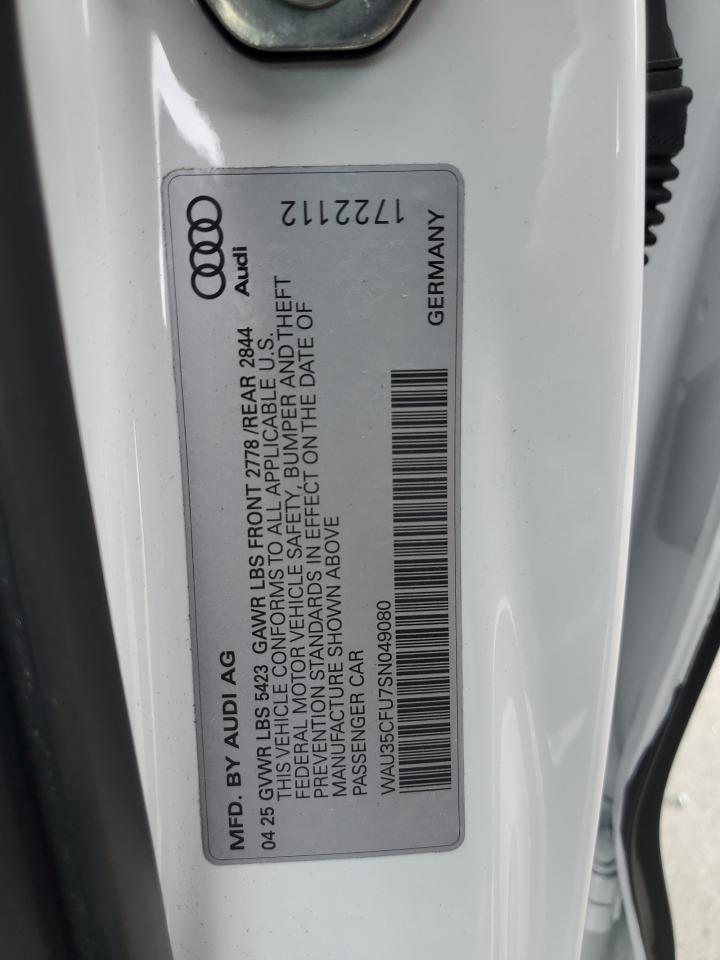 MFD. BY AUDI AG
Audi
04 25 GVWR LBS 5423 GAWR LBS FRONT 2778 /REAR 2844
THIS VEHICLE CONFORMS TO ALL APPLICABLE U.S.
FEDERAL MOTOR VEHICLE SAFETY, BUMPER AND THEFT
PREVENTION STANDARDS IN EFFECT ON THE DATE OF
MANUFACTURE SHOWN ABOVE
PASSENGER CAR
WAU35CFU7SN049080
GERMANY
1722112